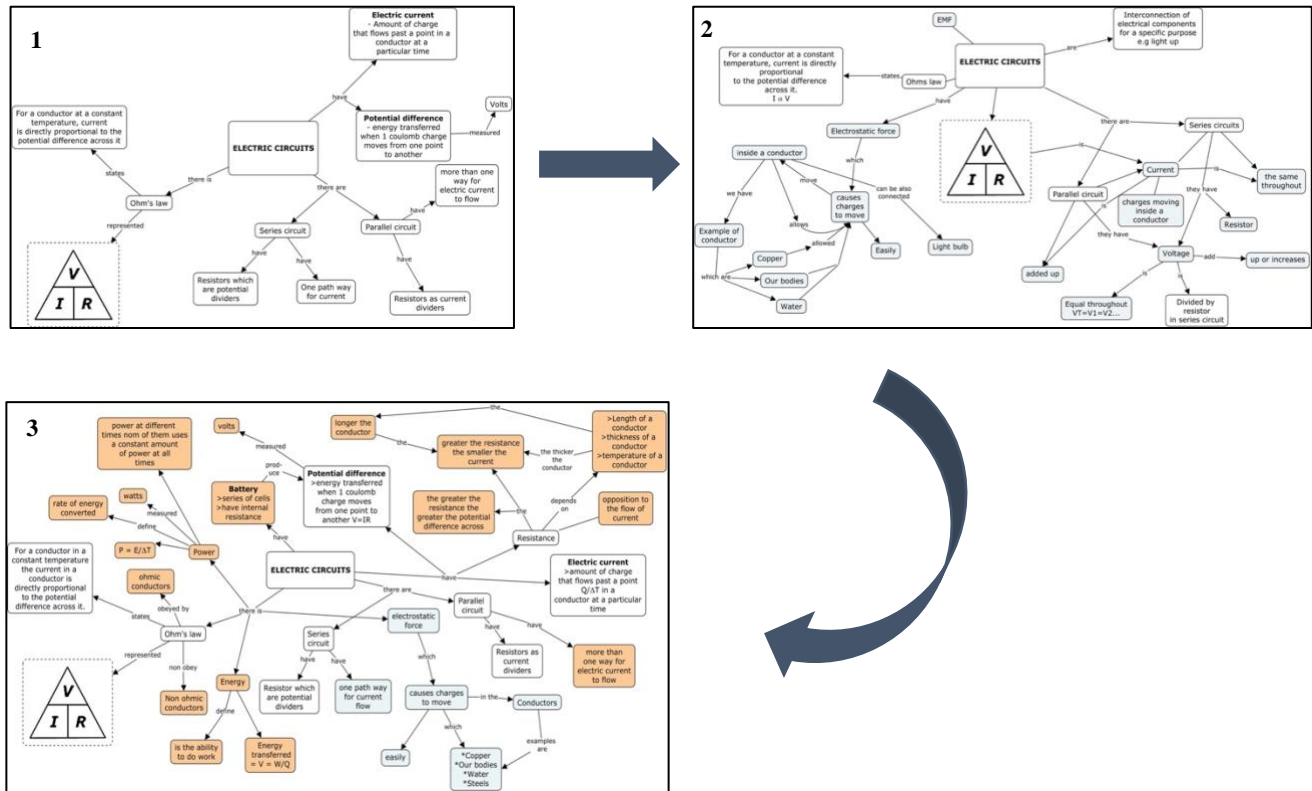 1
Electric current
- Amount of charge
that flows past a point in a
conductor at a
particular time
have
Volts
For a conductor at a constant
temperature, current
is directly proportional to the
potential difference across it
Potential difference
- energy transferred
when 1 coulomb charge
moves from one point
to another
measured
ELECTRIC CIRCUITS
states
there is
there are
more than one
way for
electric current
to flow
Ohm's law
have
represented
Series circuit
Parallel circuit
have
have
have
V
I R
Resistors which
are potential
dividers
One path way
for current
Resistors as current
dividers
2
EMF
Interconnection of
electrical components
for a specific purpose
e.g light up
are
For a conductor at a constant
temperature, current is directly
proportional
to the potential difference
across it.
I α V
states
Ohms law
ELECTRIC CIRCUITS
have
there are
Electrostatic force
Series circuits
inside a conductor
which
V
I R
is
Current
is
the same
throughout
we have
move
can be also
connected
causes
charges
to move
Parallel circuit
they have
charges moving
inside a
conductor
is
allows
Resistor
Example of
conductor
allowed
Copper
Easily
Light bulb
they have
Voltage
add
up or increases
which are
Our bodies
added up
is
is
Water
Equal throughout
VT=V1=V2...
Divided by
resistor
in series circuit
3
power at different
times nom of them uses
a constant amount
of power at all
times
volts
longer the
conductor
the
>Length of a
conductor
>thickness of a
conductor
>temperature of a
conductor
measured
the
greater the resistance
the smaller the
current
the thicker
the
conductor
prod-
uce
Battery
>series of cells
>have internal
resistance
Potential difference
>energy transferred
when 1 coulomb
charge moves
from one point to
another V=IR
watts
rate of energy
converted
measured
define
the greater the
resistance the
greater the potential
difference across
the
depends
on
opposition to
the flow of
current
Resistance
have
P = E/ΔT
Power
For a conductor in a
constant temperature
the current in a
conductor is
directly proportional
to the potential
difference across it.
ELECTRIC CIRCUITS
have
Electric current
>amount of charge
that flows past a point
Q/ΔT in a
conductor at a particular
time
ohmic
conductors
obeyed by
there is
there are
Parallel
circuit
states
electrostatic
force
Ohm's law
Series
circuit
have
have
represented
non obey
which
have
have
Resistors as
current
dividers
more than
one way for
electric current
to flow
V
I R
Non ohmic
conductors
Energy
Resistor which
are potential
dividers
one path way
for current
flow
causes charges
to move
in the
Conductors
define
which
examples
are
is the ability
to do work
Energy
transferred
= V = W/Q
easily
*Copper
*Our bodies
*Water
*Steels